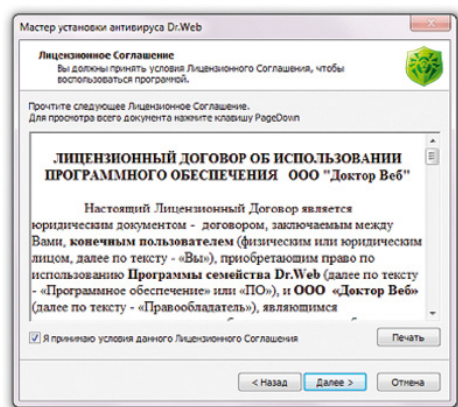 Мастер установки антивируса Dr.Web
Лицензионное Соглашение
Вы должны принять условия Лицензионного Соглашения, чтобы
воспользоваться программой.
Прочтите следующее Лицензионное Соглашение.
Для просмотра всего документа нажмите клавишу PageDown
ЛИЦЕНЗИОННЫЙ ДОГОВОР ОБ ИСПОЛЬЗОВАНИИ
ПРОГРАММНОГО ОБЕСПЕЧЕНИЯ ООО "Доктор Веб"
Настоящий Лицензионный Договор является
юридическим документом - договором, заключаемым между
Вами, конечным пользователем (физическим или юридическим
лицом, далее по тексту - «Вы»), приобретающим право по
использованию Программы семейства Dr.Web (далее по тексту
- «Программное обеспечение» или «ПО»), и ООО «Доктор Веб»
(далее по тексту - «Правообладатель»), являющимся
Я принимаю условия данного Лицензионного Соглашения
Печать
< Назад
Далее >
Отмена